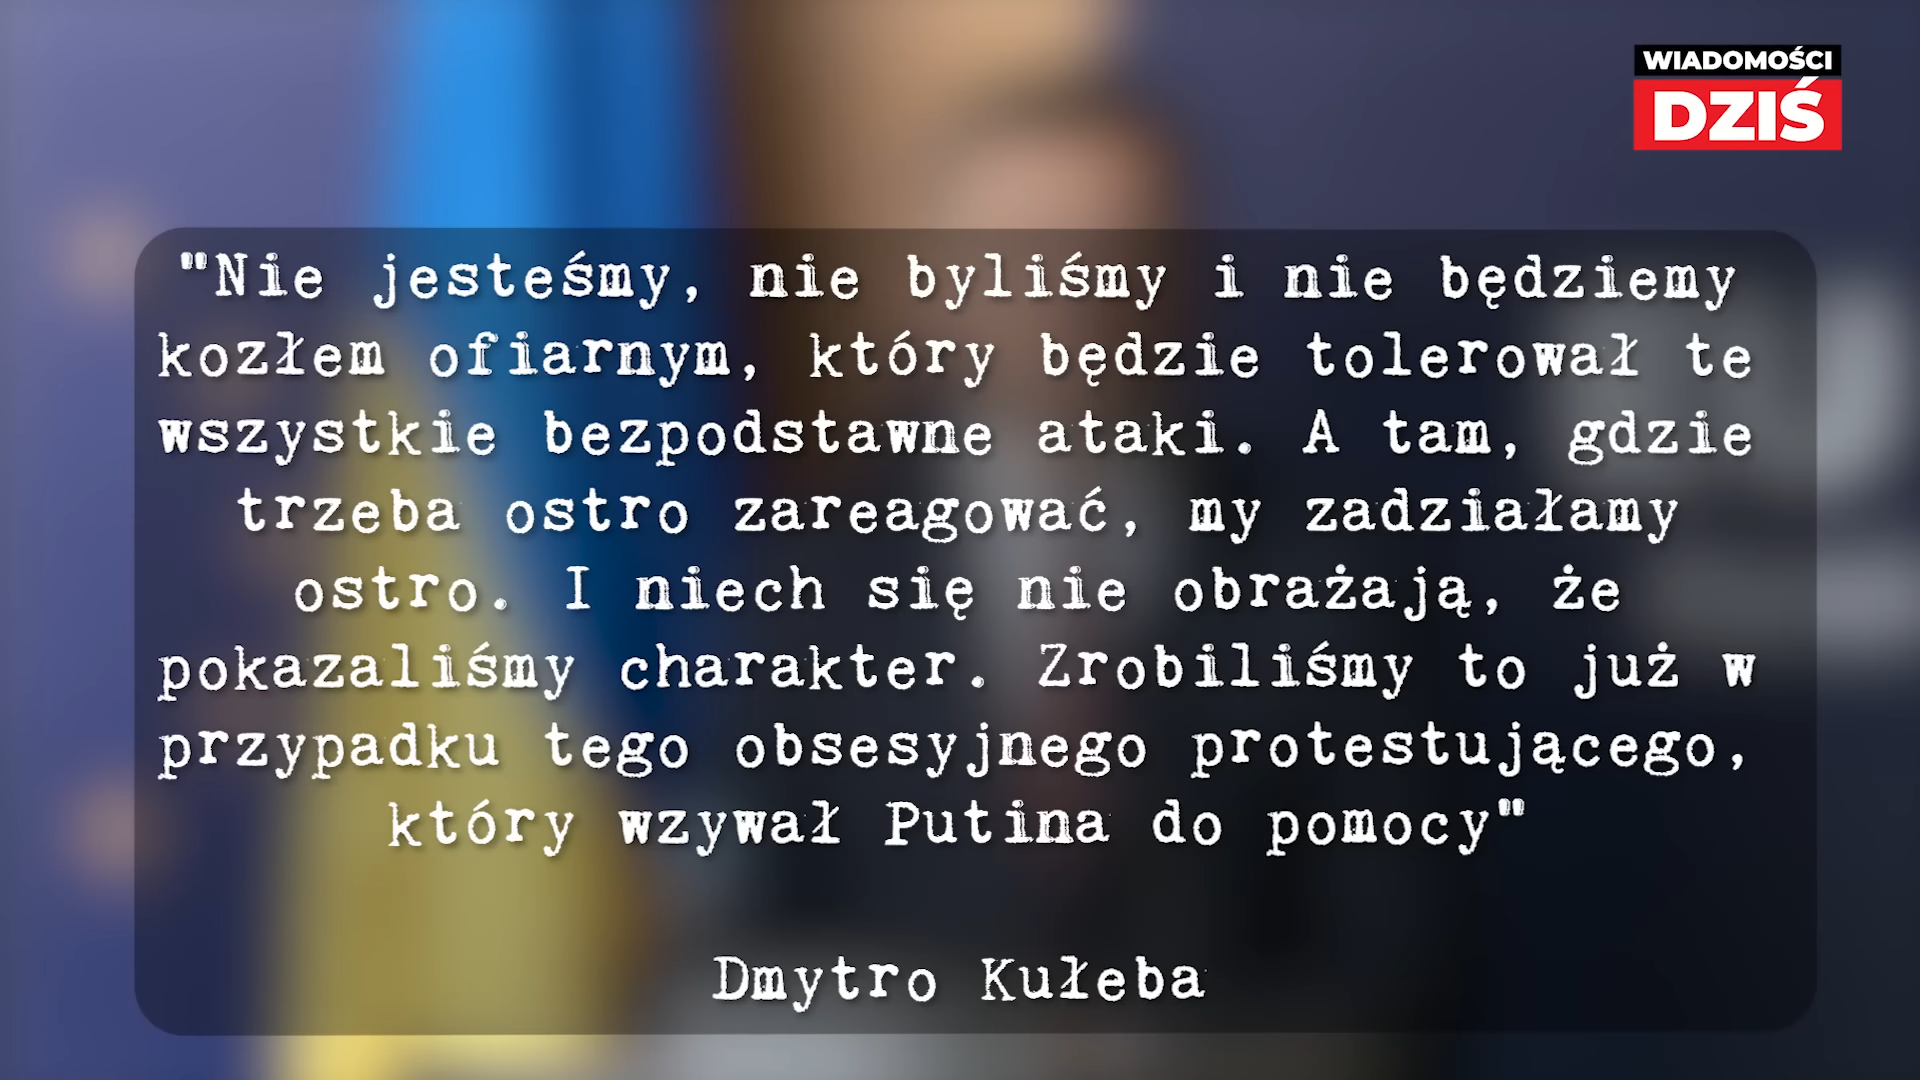 WIADOMOŚCI
DZIŚ
"Nie jesteśmy, nie byliśmy i nie będziemy
kozłem ofiarnym, który będzie tolerował te
wszystkie bezpodstawne ataki. A tam, gdzie
trzeba ostro zareagować, my zadziałamy
ostro. I niech się nie obrażają, że
pokazaliśmy charakter. Zrobiliśmy to już w
przypadku tego obsesyjnego protestującego,
który wzywał Putina do pomocy"
Dmytro Kułeba